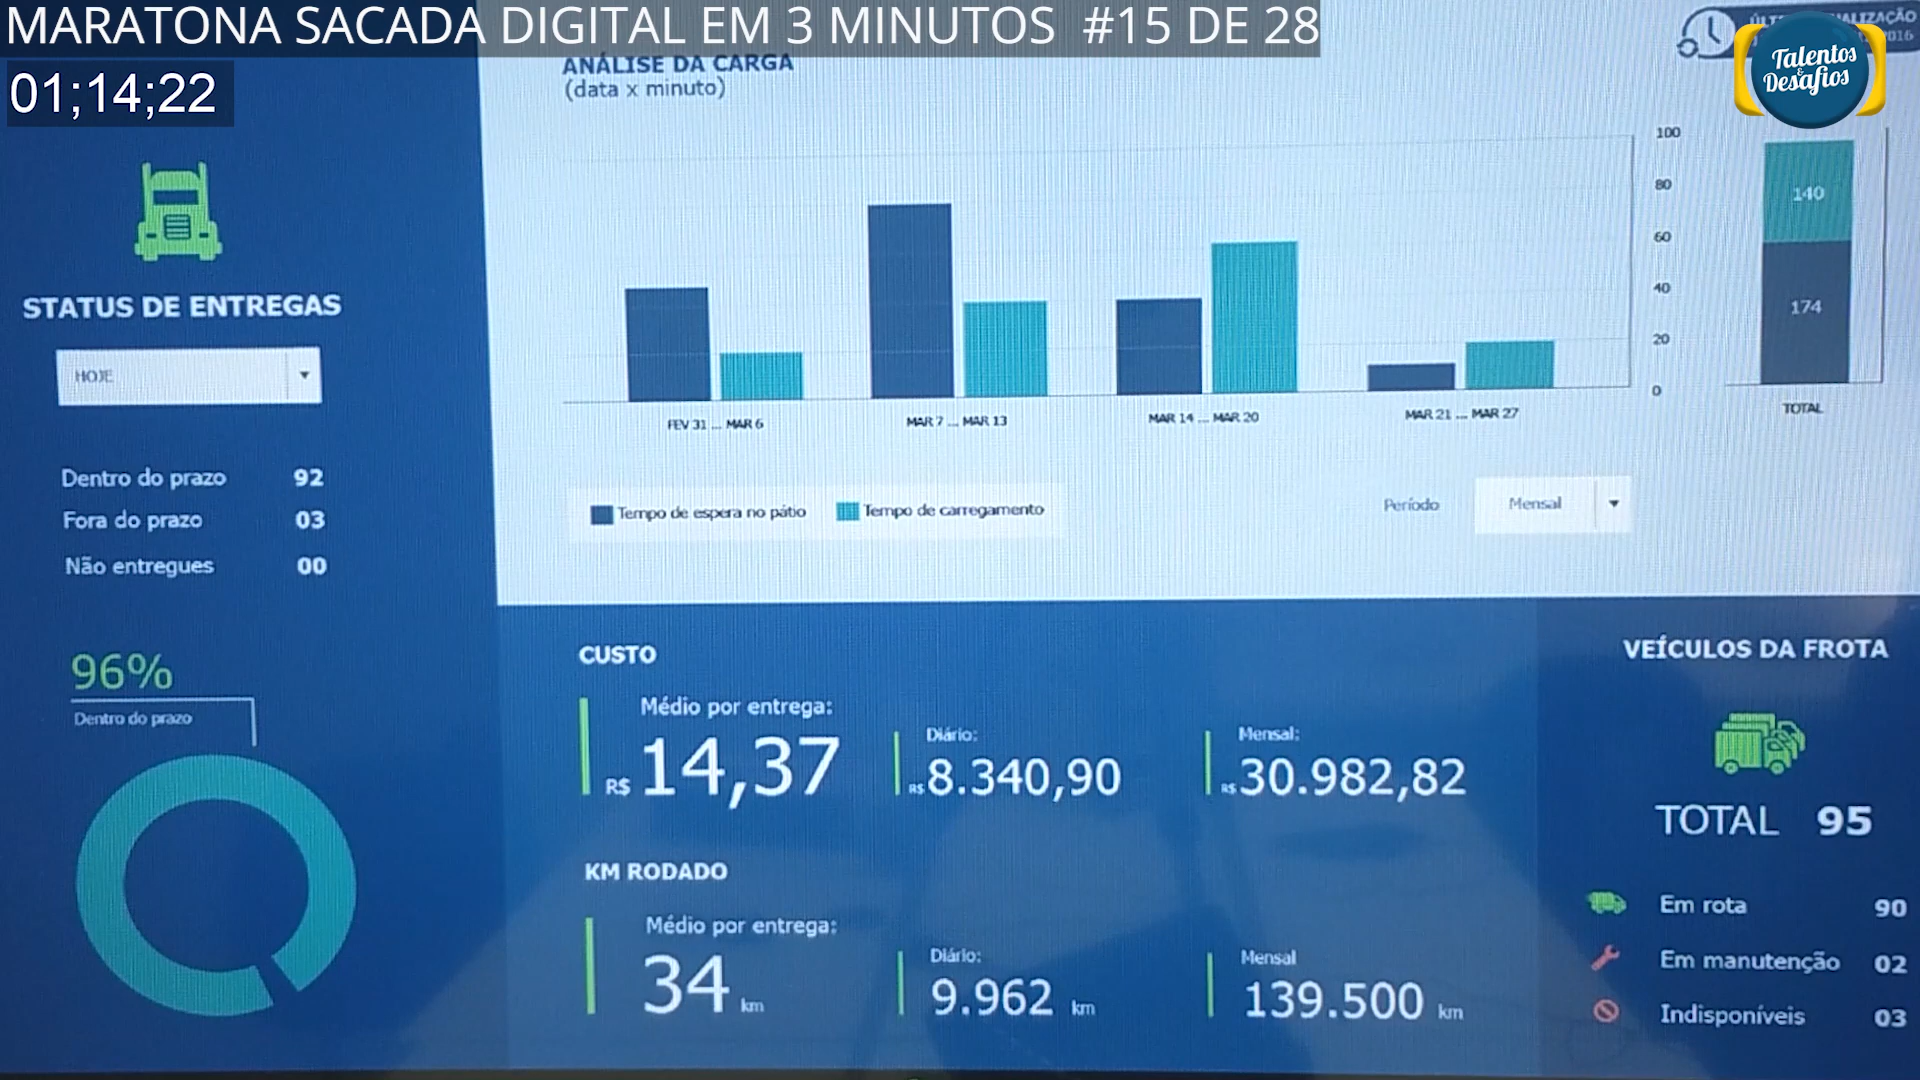 MARATONA SACADA DIGITAL EM 3 MINUTOS #15 DE 28
01;14;22
Talentos
& Desafios
2016
ANÁLISE DA CARGA
(data x minuto)
100
80
60
40
20
0
140
174
TOTAL
FEV 31 ... MAR 6
MAR 7 ... MAR 13
MAR 14 ... MAR 20
MAR 21 ... MAR 27
Tempo de espera no pátio
Tempo de carregamento
Período
Mensal
STATUS DE ENTREGAS
HOJE
Dentro do prazo 92
Fora do prazo 03
Não entregues 00
96%
Dentro do prazo
CUSTO
Médio por entrega:
R$ 14,37
Diário:
R$ 8.340,90
Mensal:
R$ 30.982,82
KM RODADO
Médio por entrega:
34 km
Diário:
9.962 km
Mensal
139.500 km
VEÍCULOS DA FROTA
TOTAL 95
Em rota 90
Em manutenção 02
Indisponíveis 03